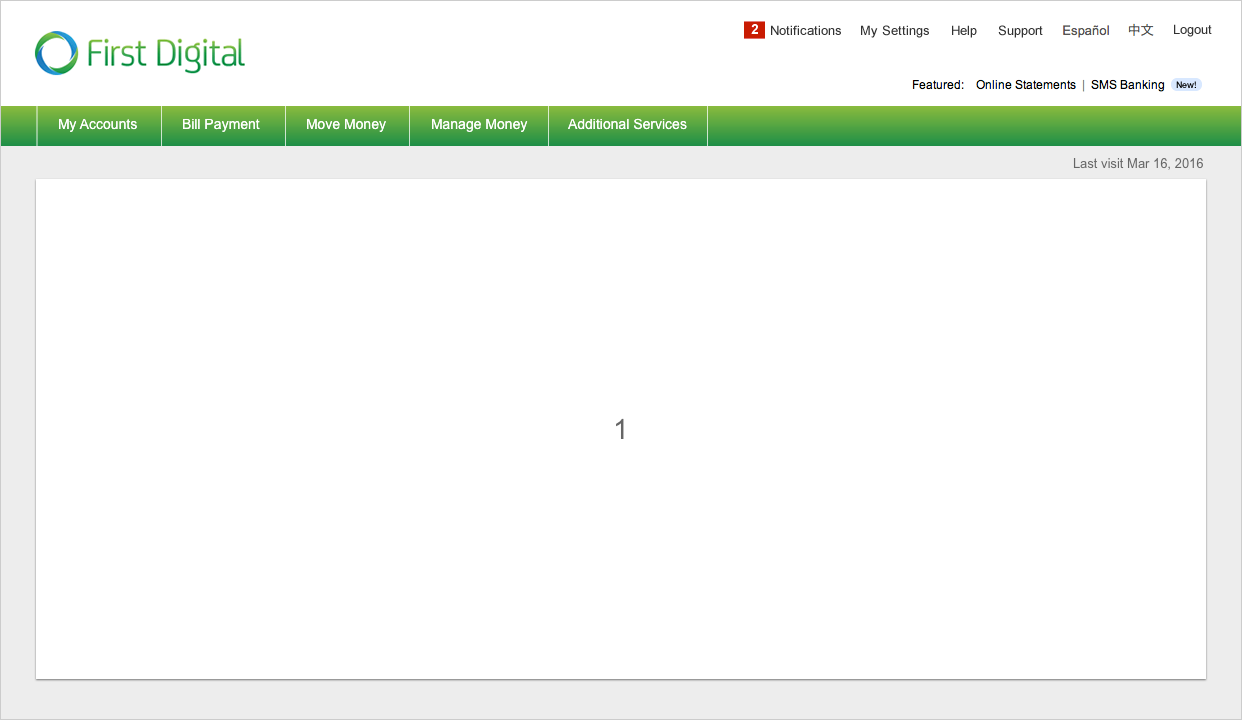 2 Notifications My Settings Help Support Español 中文 Logout
First Digital
Featured: Online Statements | SMS Banking New!
My Accounts Bill Payment Move Money Manage Money Additional Services
Last visit Mar 16, 2016
1